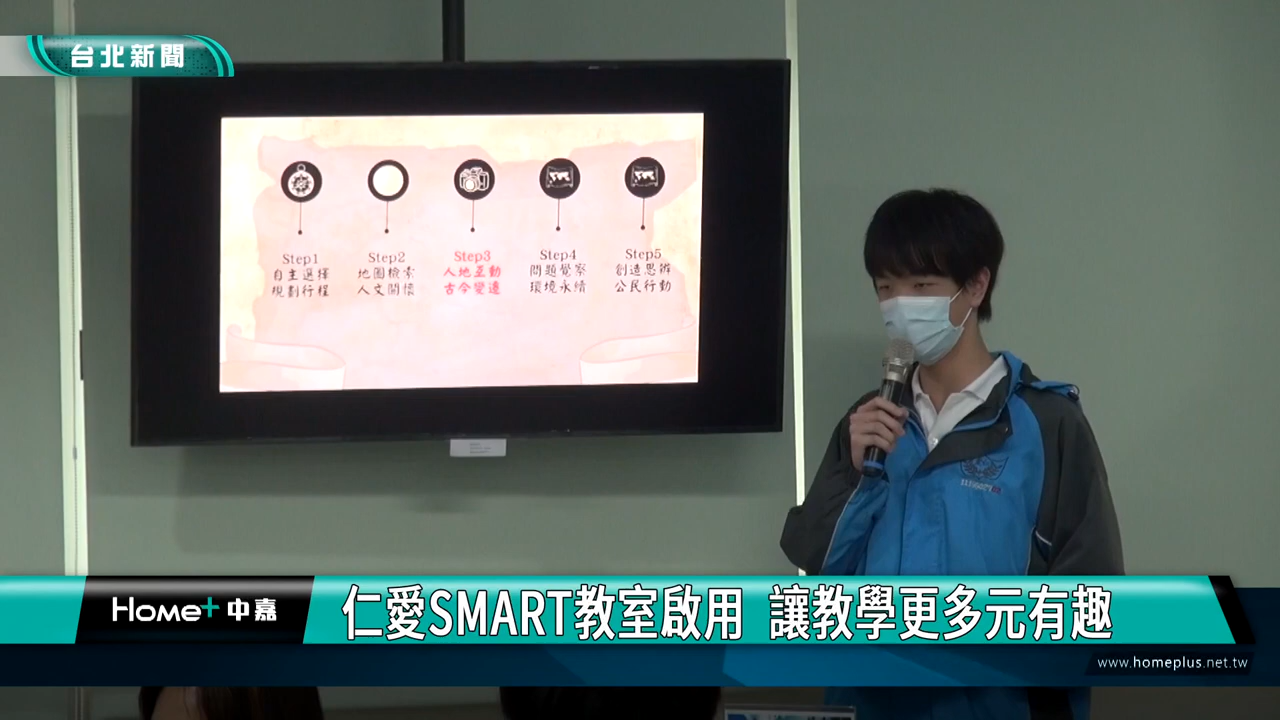 台北新聞
Step1
自主選擇
規劃行程
Step2
地圖檢索
人文關懷
Step3
人地互動
古今變遷
Step4
問題覺察
環境永續
Step5
創造思辨
公民行動
Home+中嘉
仁愛SMART教室啟用 讓教學更多元有趣
www.homeplus.net.tw